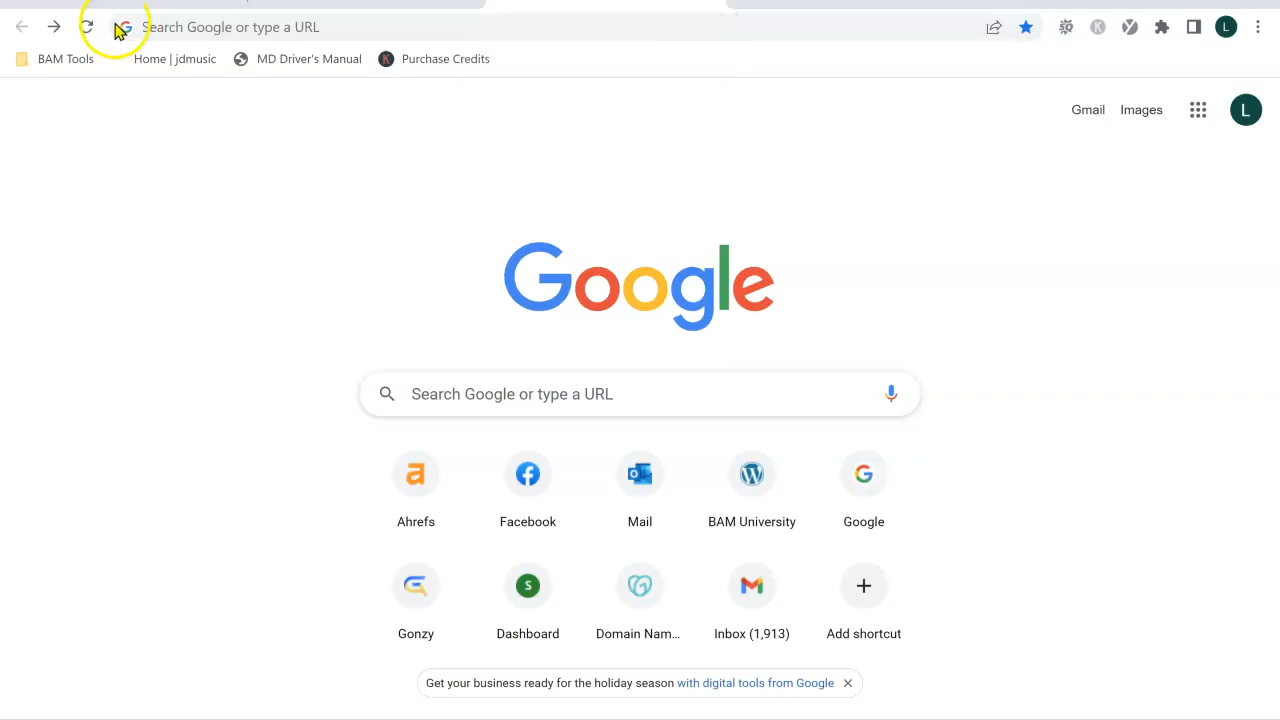 Search Google or type a URL
BAM Tools Home | jdmusic MD Driver's Manual K Purchase Credits
L
Gmail Images L
Google
Search Google or type a URL
Ahrefs Facebook Mail BAM University Google
S
Gonzy Dashboard Domain Nam... Inbox (1,913) Add shortcut
Get your business ready for the holiday season with digital tools from Google